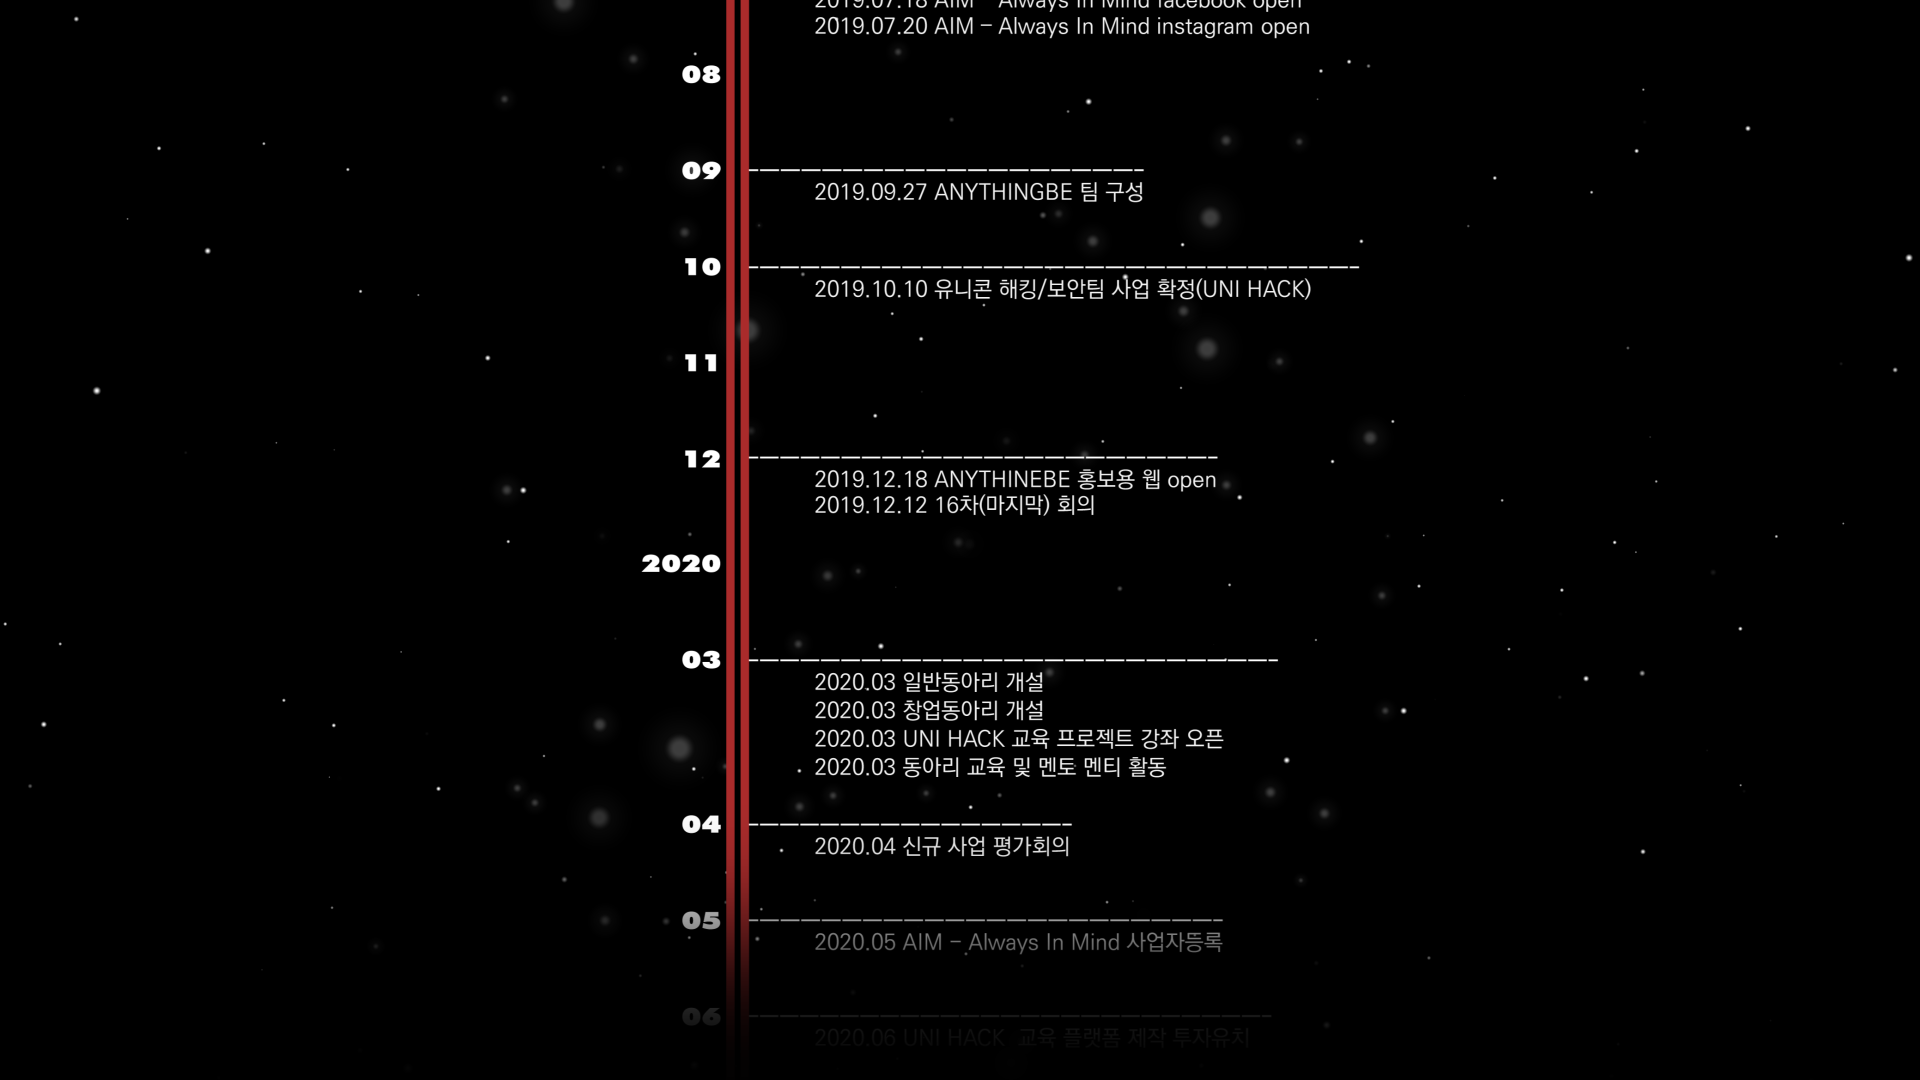 2019.07.18 AIM - Always In Mind facebook open
2019.07.20 AIM - Always In Mind instagram open
08
09
2019.09.27 ANYTHINGBE 팀 구성
10
2019.10.10 유니콘 해킹/보안팀 사업 확정(UNI HACK)
11
12
2019.12.18 ANYTHINEBE 홍보용 웹 open
2019.12.12 16차(마지막) 회의
2020
03
2020.03 일반동아리 개설
2020.03 창업동아리 개설
2020.03 UNI HACK 교육 프로젝트 강좌 오픈
2020.03 동아리 교육 및 멘토 멘티 활동
04
2020.04 신규 사업 평가회의
05
2020.05 AIM - Always In Mind 사업자등록
06
2020.06 UNI HACK 교육 플랫폼 제작 투자유치